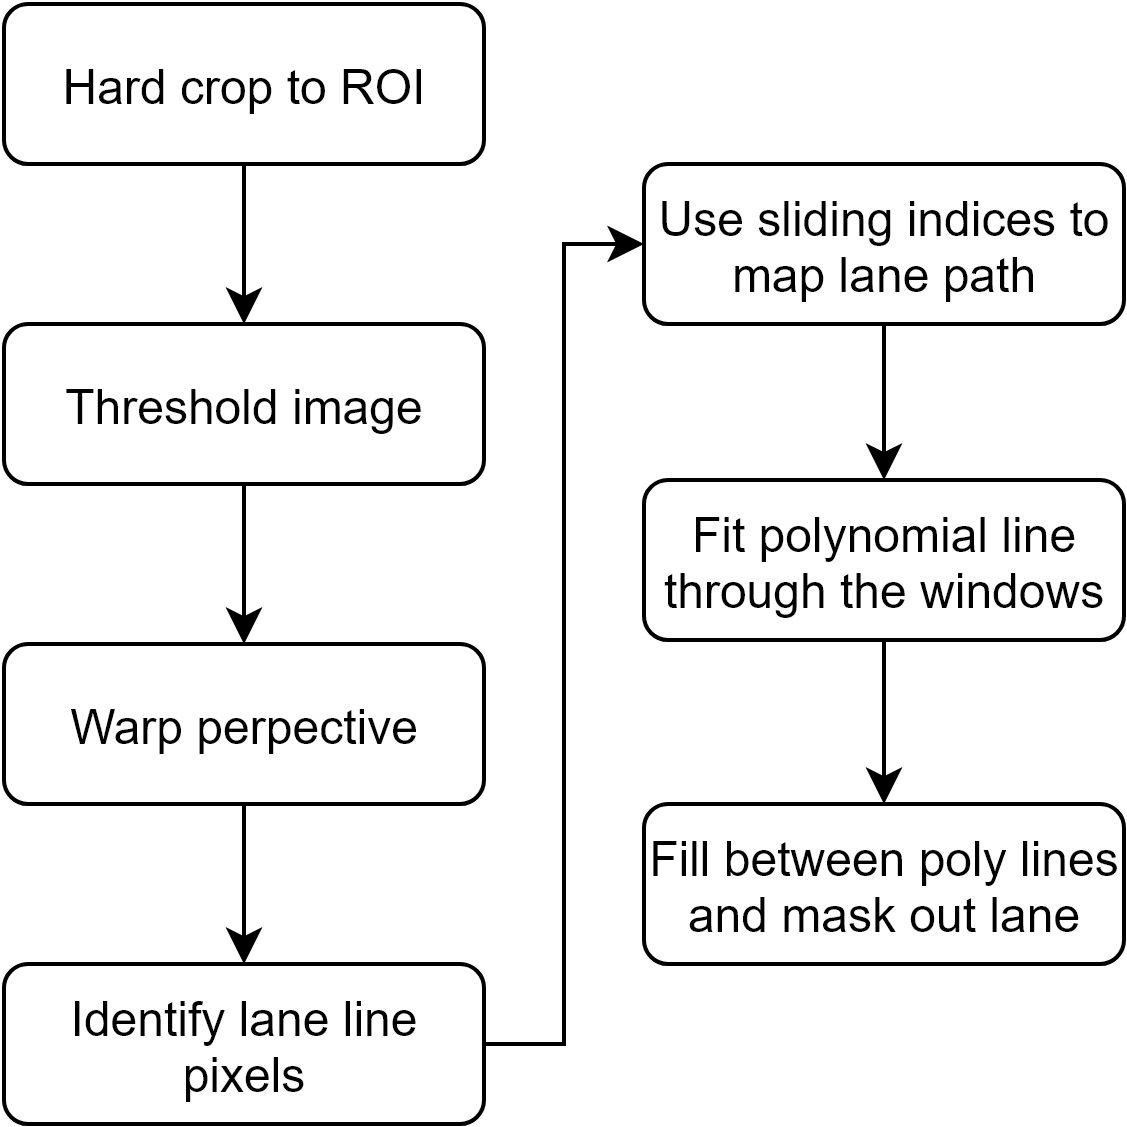 Hard crop to ROI
Threshold image
Warp perpective
Identify lane line
pixels
Use sliding indices to
map lane path
Fit polynomial line
through the windows
Fill between poly lines
and mask out lane